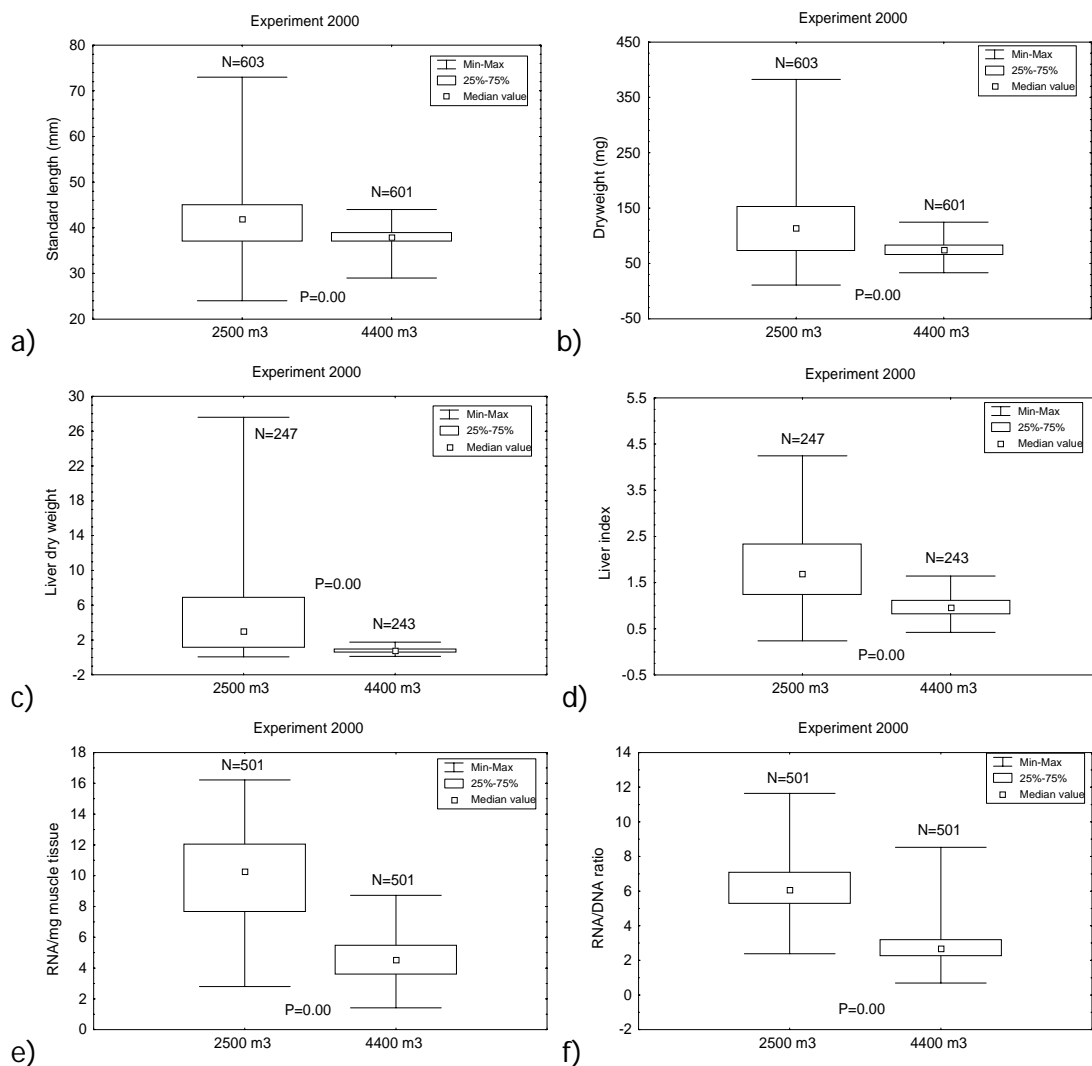 Experiment 2000
80
70
60
50
40
30
20
Standard length (mm)
N=603
N=601
P=0.00
2500 m3
4400 m3
Min-Max
25%-75%
Median value
a)
Experiment 2000
450
350
250
150
50
-50
Dryweight (mg)
N=603
N=601
P=0.00
2500 m3
4400 m3
Min-Max
25%-75%
Median value
b)
Experiment 2000
30
26
22
18
14
10
6
2
-2
Liver dry weight
N=247
P=0.00
N=243
2500 m3
4400 m3
Min-Max
25%-75%
Median value
c)
Experiment 2000
5.5
4.5
3.5
2.5
1.5
0.5
-0.5
Liver index
N=247
N=243
P=0.00
2500 m3
4400 m3
Min-Max
25%-75%
Median value
d)
Experiment 2000
18
16
14
12
10
8
6
4
2
0
RNA/mg muscle tissue
N=501
N=501
P=0.00
2500 m3
4400 m3
Min-Max
25%-75%
Median value
e)
Experiment 2000
14
12
10
8
6
4
2
0
-2
RNA/DNA ratio
N=501
N=501
P=0.00
2500 m3
4400 m3
Min-Max
25%-75%
Median value
f)